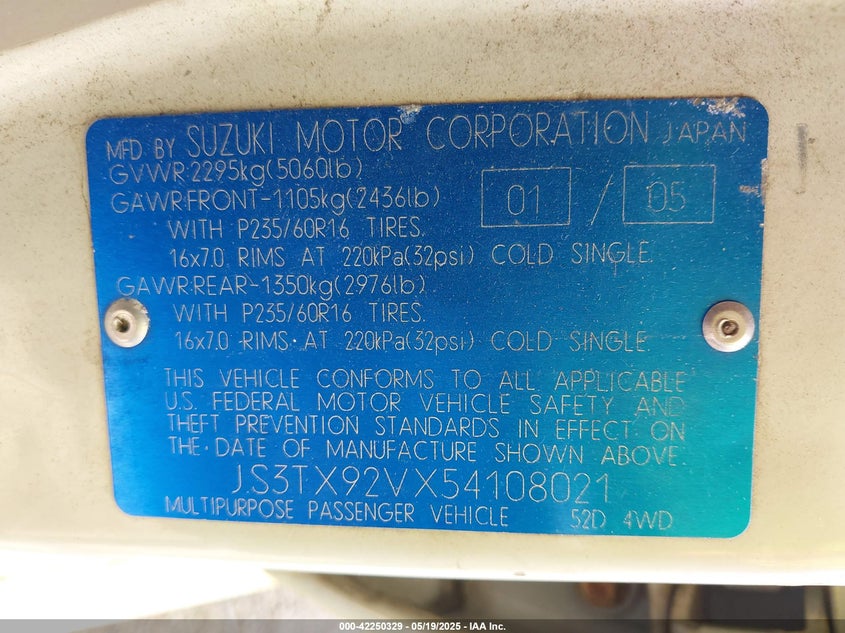 MFD BY SUZUKI MOTOR CORPORATION JAPAN
GVWR:2295kg(5060lb)
GAWR:FRONT-1105kg(2436lb) 01 / 05
WITH P235/60R16 TIRES.
16x7.0 RIMS AT 220kPa(32psi) COLD SINGLE.
GAWR:REAR-1350kg(2976lb)
WITH P235/60R16 TIRES.
16x7.0 RIMS AT 220kPa(32psi) COLD SINGLE
THIS VEHICLE CONFORMS TO ALL APPLICABLE
U.S. FEDERAL MOTOR VEHICLE SAFETY AND
THEFT PREVENTION STANDARDS IN EFFECT ON
THE DATE OF MANUFACTURE SHOWN ABOVE.
JS3TX92VX54108021
MULTIPURPOSE PASSENGER VEHICLE 52D 4WD
000-42250329 - 05/19/2025 - IAA Inc.